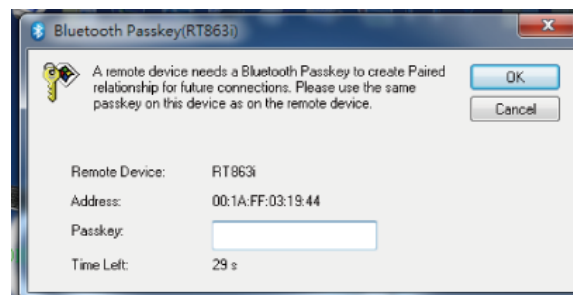 Bluetooth Passkey(RT863i)
A remote device needs a Bluetooth Passkey to create Paired
relationship for future connections. Please use the same
passkey on this device as on the remote device.
OK
Cancel
Remote Device: RT863i
Address: 00:1A:FF:03:19:44
Passkey:
Time Left: 29 s